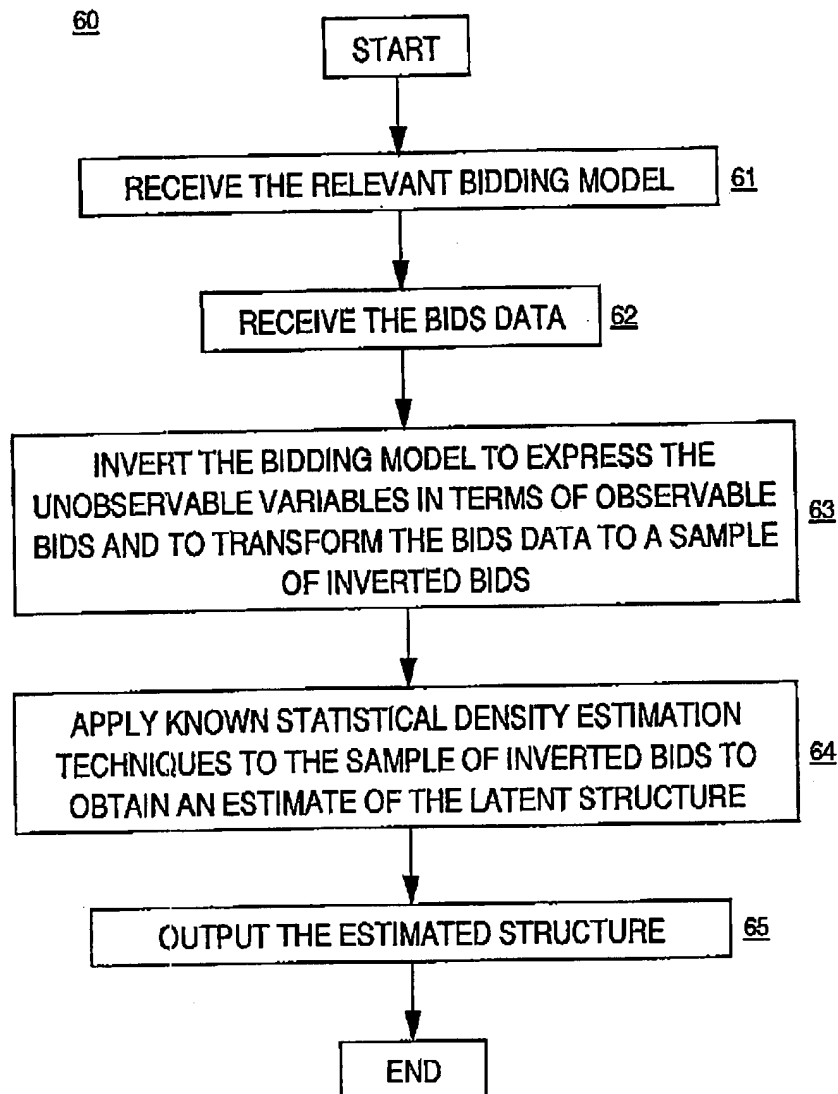 60
START
RECEIVE THE RELEVANT BIDDING MODEL 61
RECEIVE THE BIDS DATA 62
INVERT THE BIDDING MODEL TO EXPRESS THE
UNOBSERVABLE VARIABLES IN TERMS OF OBSERVABLE
BIDS AND TO TRANSFORM THE BIDS DATA TO A SAMPLE
OF INVERTED BIDS
63
APPLY KNOWN STATISTICAL DENSITY ESTIMATION
TECHNIQUES TO THE SAMPLE OF INVERTED BIDS TO
OBTAIN AN ESTIMATE OF THE LATENT STRUCTURE
64
OUTPUT THE ESTIMATED STRUCTURE 65
END